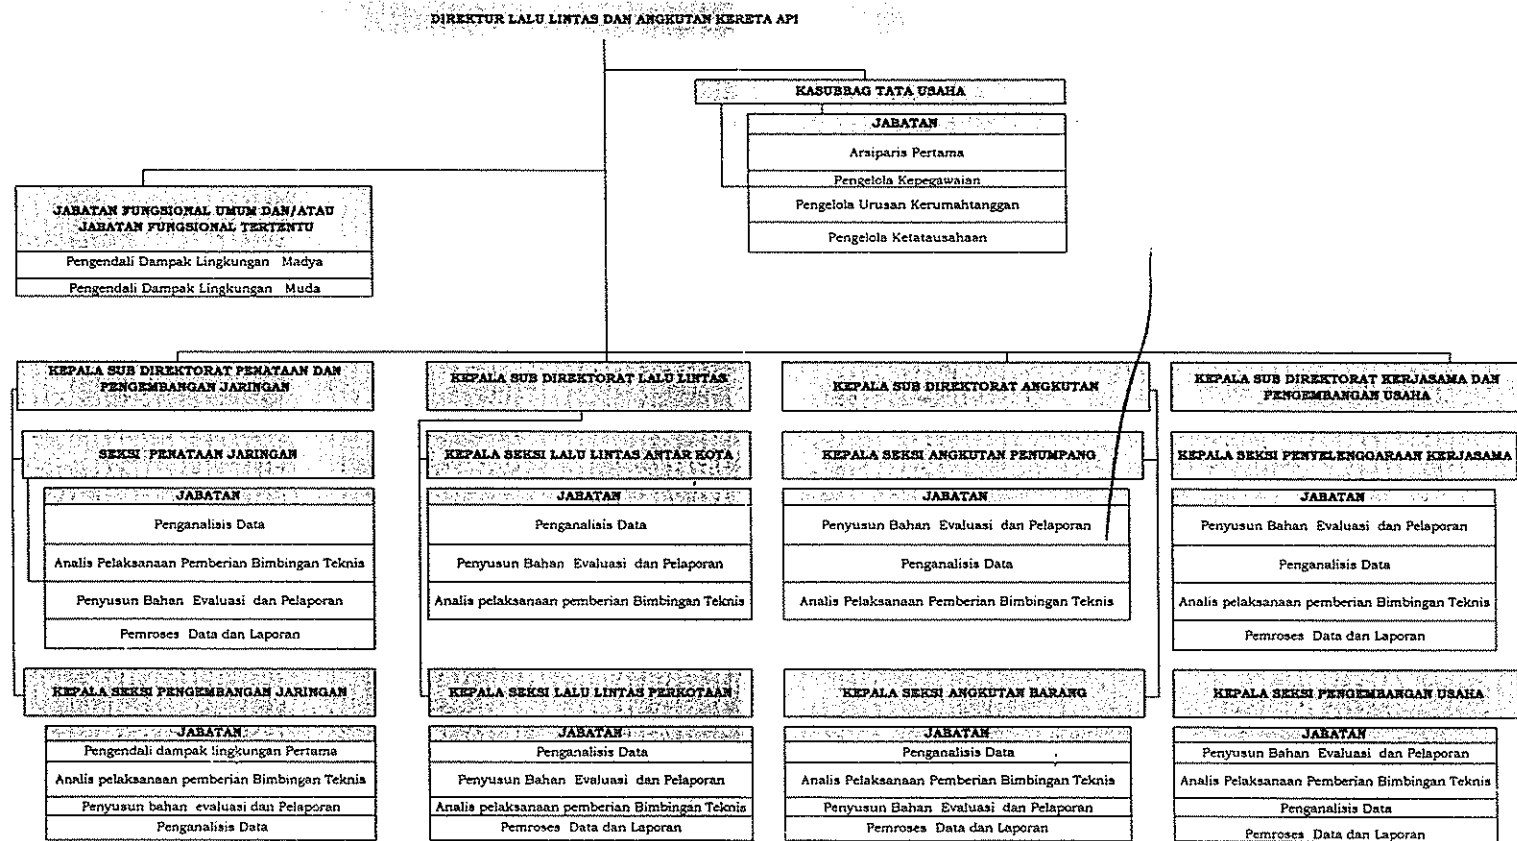 DIREKTUR LALU LINTAS DAN ANGKUTAN KERETA API
KASUBBAG TATA USAHA
JABATAN
Arsiparis Pertama
Pengelola Kepegawaian
Pengelola Urusan Kerumahtanggan
Pengelola Ketatausahaan
JABATAN FUNGSIONAL UMUM DAN/ATAU
JABATAN FUNGSIONAL TERTENTU
Pengendali Dampak Lingkungan Madya
Pengendali Dampak Lingkungan Muda
KEPALA SUB DIREKTORAT PENATAAN DAN
PENGEMBANGAN JARINGAN
SEKSI PENATAAN JARINGAN
JABATAN
Penganalisis Data
Analis Pelaksanaan Pemberian Bimbingan Teknis
Penyusun Bahan Evaluasi dan Pelaporan
Pemroses Data dan Laporan
KEPALA SEKSI PENGEMBANGAN JARINGAN
JABATAN
Pengendali dampak lingkungan Pertama
Analis pelaksanaan pemberian Bimbingan Teknis
Penyusun bahan evaluasi dan Pelaporan
Penganalisis Data
KEPALA SUB DIREKTORAT LALU LINTAS
KEPALA SEKSI LALU LINTAS ANTAR KOTA
JABATAN
Penganalisis Data
Penyusun Bahan Evaluasi dan Pelaporan
Analis pelaksanaan pemberian Bimbingan Teknis
KEPALA SEKSI LALU LINTAS PERKOTAAN
JABATAN
Penganalisis Data
Penyusun Bahan Evaluasi dan Pelaporan
Analis pelaksanaan pemberian Bimbingan Teknis
Pemroses Data dan Laporan
KEPALA SUB DIREKTORAT ANGKUTAN
KEPALA SEKSI ANGKUTAN PENUMPANG
JABATAN
Penyusun Bahan Evaluasi dan Pelaporan
Penganalisis Data
Analis Pelaksanaan Pemberian Bimbingan Teknis
KEPALA SEKSI ANGKUTAN BARANG
JABATAN
Penganalisis Data
Analis Pelaksanaan Pemberian Bimbingan Teknis
Penyusun Bahan Evaluasi dan Pelaporan
Pemroses Data dan Laporan
KEPALA SUB DIREKTORAT KERJASAMA DAN
PENGEMBANGAN USAHA
KEPALA SEKSI PENYELENGGARAAN KERJASAMA
JABATAN
Penyusun Bahan Evaluasi dan Pelaporan
Penganalisis Data
Analis pelaksanaan pemberian Bimbingan Teknis
Pemroses Data dan Laporan
KEPALA SEKSI PENGEMBANGAN USAHA
JABATAN
Penyusun Bahan Evaluasi dan Pelaporan
Analis Pelaksanaan Pemberian Bimbingan Teknis
Penganalisis Data
Pemroses Data dan Laporan